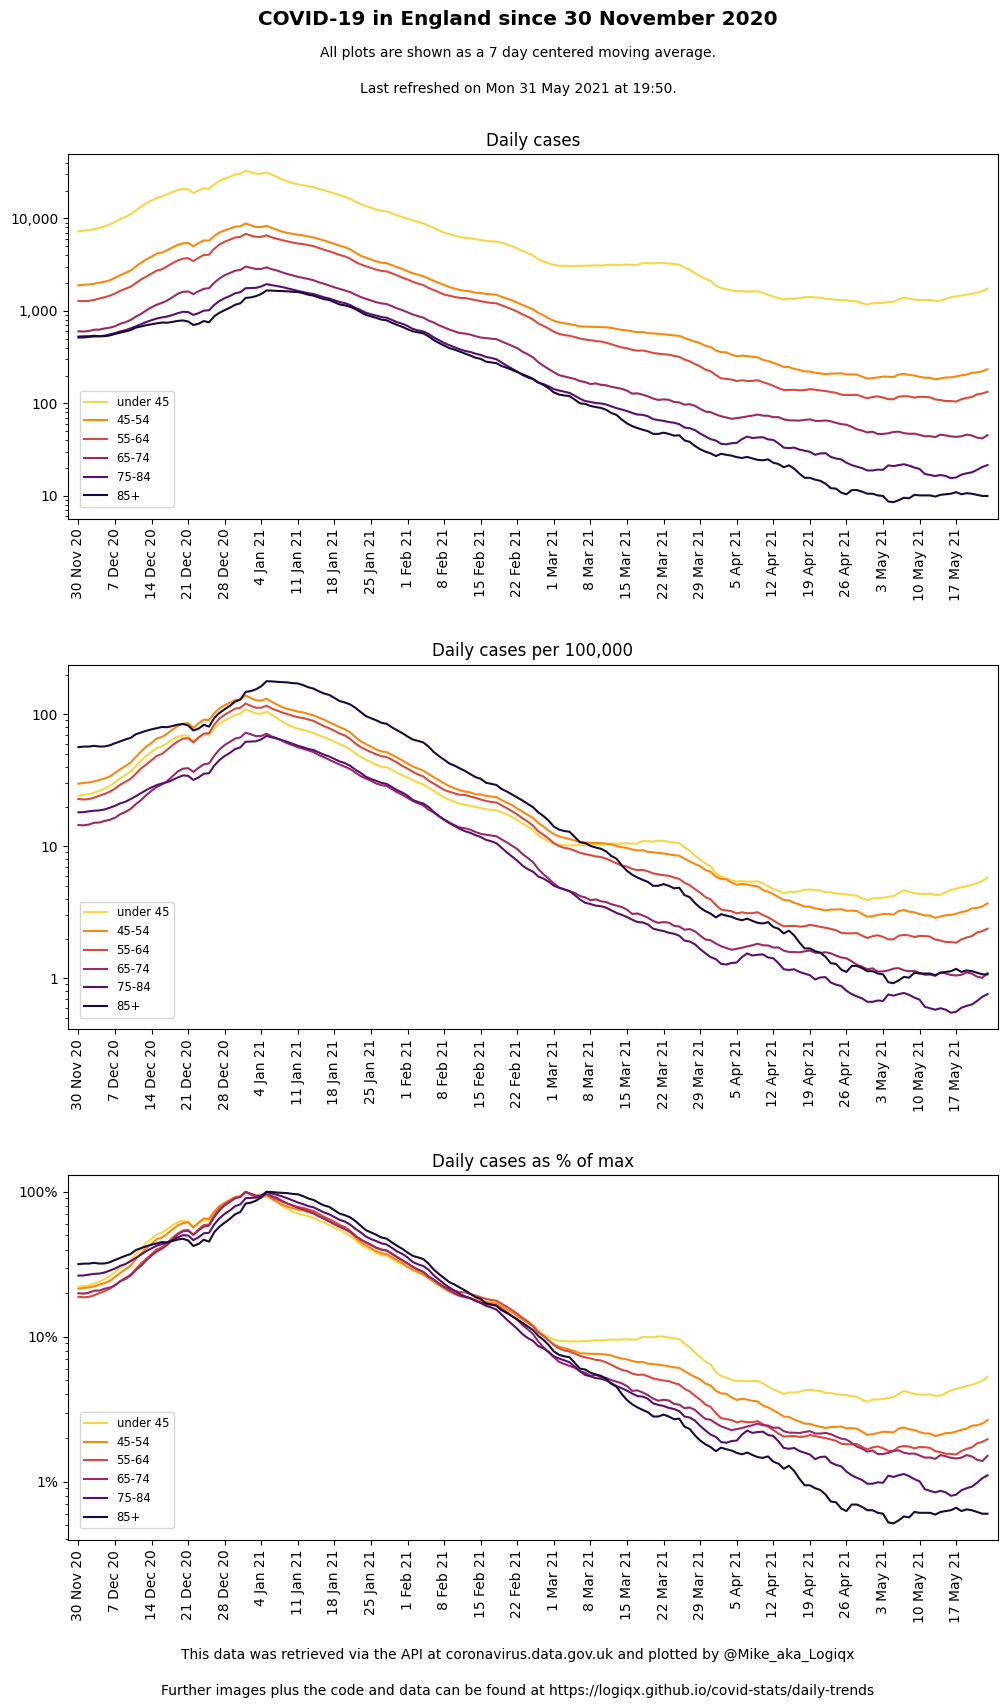 COVID-19 in England since 30 November 2020
All plots are shown as a 7 day centered moving average.
Last refreshed on Mon 31 May 2021 at 19:50.
Daily cases
10,000
1,000
100
10
under 45
45-54
55-64
65-74
75-84
85+
30 Nov 20
7 Dec 20
14 Dec 20
21 Dec 20
28 Dec 20
4 Jan 21
11 Jan 21
18 Jan 21
25 Jan 21
1 Feb 21
8 Feb 21
15 Feb 21
22 Feb 21
1 Mar 21
8 Mar 21
15 Mar 21
22 Mar 21
29 Mar 21
5 Apr 21
12 Apr 21
19 Apr 21
26 Apr 21
3 May 21
10 May 21
17 May 21
Daily cases per 100,000
100
10
1
under 45
45-54
55-64
65-74
75-84
85+
30 Nov 20
7 Dec 20
14 Dec 20
21 Dec 20
28 Dec 20
4 Jan 21
11 Jan 21
18 Jan 21
25 Jan 21
1 Feb 21
8 Feb 21
15 Feb 21
22 Feb 21
1 Mar 21
8 Mar 21
15 Mar 21
22 Mar 21
29 Mar 21
5 Apr 21
12 Apr 21
19 Apr 21
26 Apr 21
3 May 21
10 May 21
17 May 21
Daily cases as % of max
100%
10%
1%
under 45
45-54
55-64
65-74
75-84
85+
30 Nov 20
7 Dec 20
14 Dec 20
21 Dec 20
28 Dec 20
4 Jan 21
11 Jan 21
18 Jan 21
25 Jan 21
1 Feb 21
8 Feb 21
15 Feb 21
22 Feb 21
1 Mar 21
8 Mar 21
15 Mar 21
22 Mar 21
29 Mar 21
5 Apr 21
12 Apr 21
19 Apr 21
26 Apr 21
3 May 21
10 May 21
17 May 21
This data was retrieved via the API at coronavirus.data.gov.uk and plotted by @Mike_aka_Logiqx
Further images plus the code and data can be found at https://logiqx.github.io/covid-stats/daily-trends